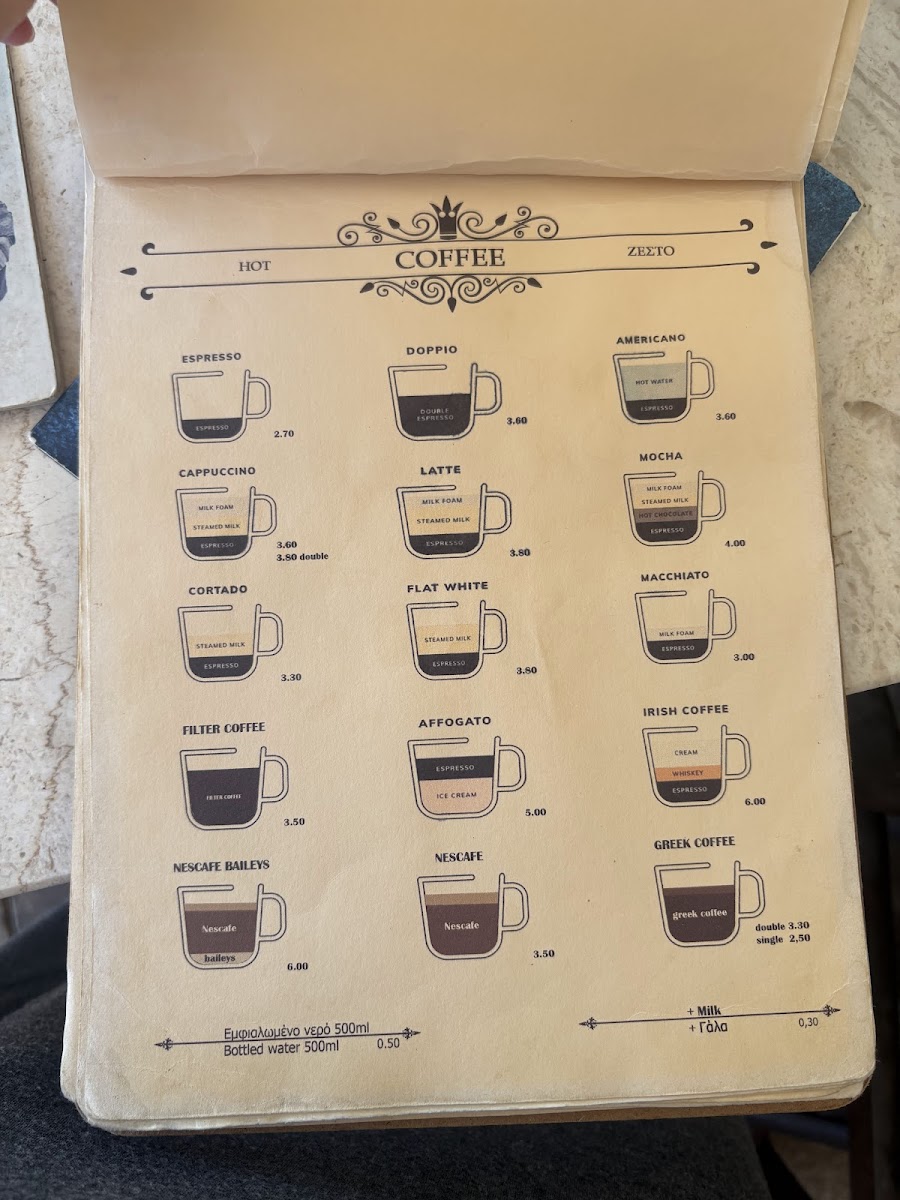 HOT
COFFEE
ΖΕΣΤΟ
ESPRESSO
ESPRESSO
2.70
DOPPIO
DOUBLE
ESPRESSO
3.60
AMERICANO
HOT WATER
ESPRESSO
3.60
CAPPUCCINO
MILK FOAM
STEAMED MILK
ESPRESSO
3.60
3.80 double
LATTE
MILK FOAM
STEAMED MILK
ESPRESSO
3.80
MOCHA
MILK FOAM
STEAMED MILK
HOT CHOCOLATE
ESPRESSO
4.00
CORTADO
STEAMED MILK
ESPRESSO
3.30
FLAT WHITE
STEAMED MILK
ESPRESSO
3.80
MACCHIATO
MILK FOAM
ESPRESSO
3.00
FILTER COFFEE
FILTER COFFEE
3.50
AFFOGATO
ESPRESSO
ICE CREAM
5.00
IRISH COFFEE
CREAM
WHISKEY
ESPRESSO
6.00
NESCAFE BAILEYS
Nescafe
baileys
6.00
NESCAFE
Nescafe
3.50
GREEK COFFEE
greek coffee
double 3.30
single 2,50
Εμφιαλωμένο νερό 500ml
Bottled water 500ml 0.50
+ Milk
+ Γάλα 0,30